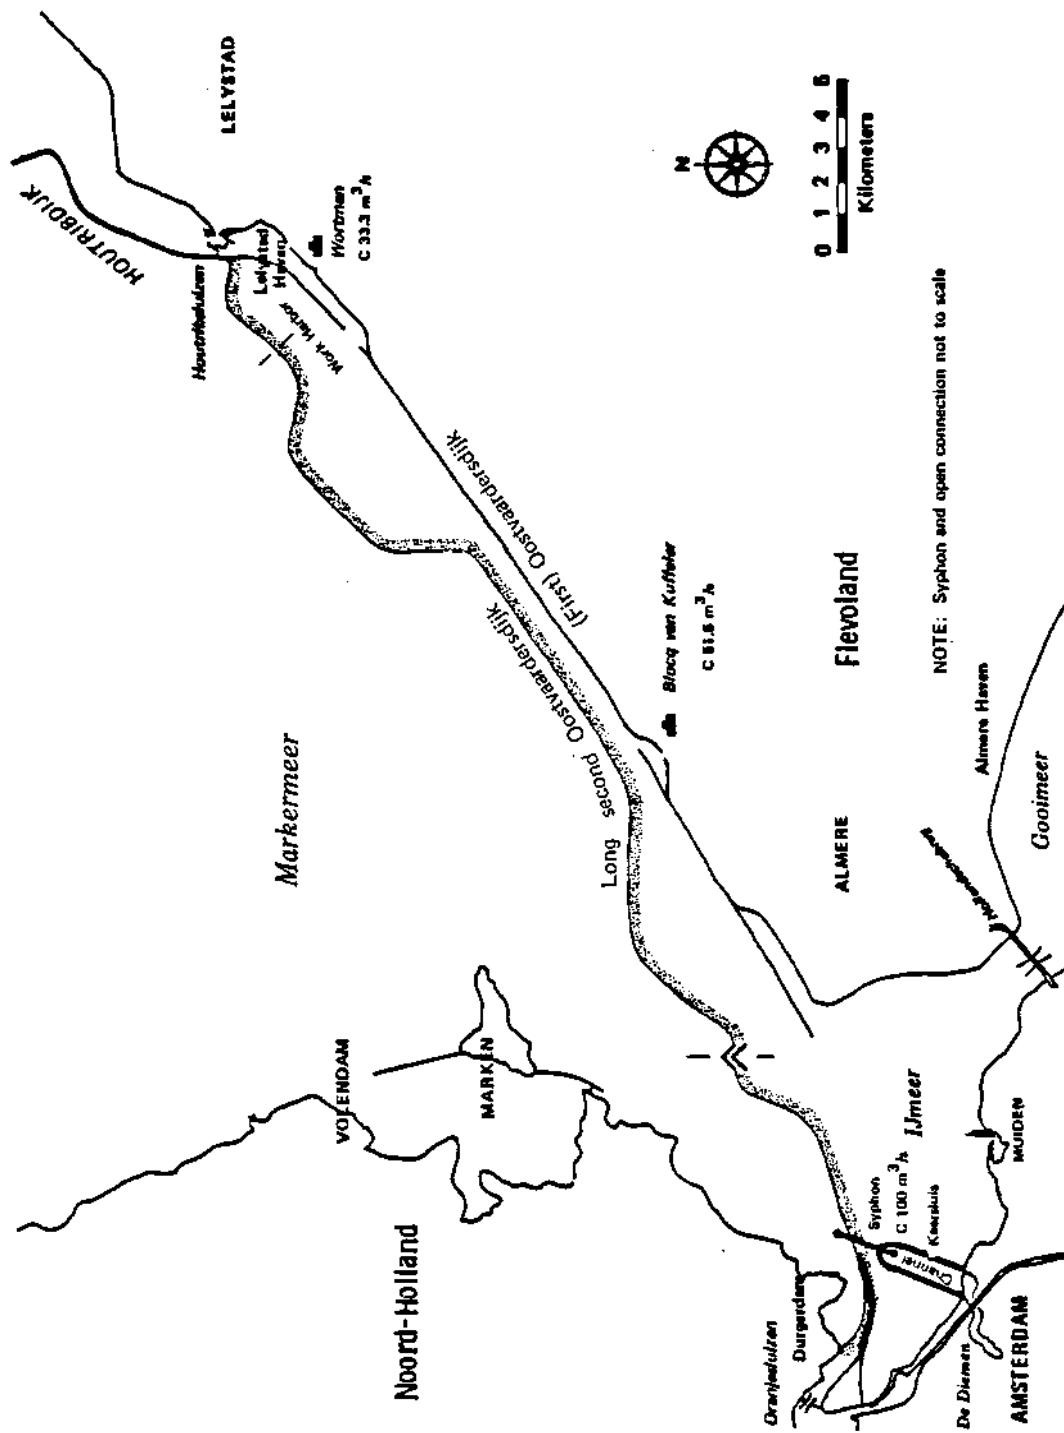 HOUTRIBDIJK
LELYSTAD
Houtribsluizen
Lelystad
Haven
Work Harbor
Wortman
C 33.3 m³/s
N
0 1 2 3 4 5
Kilometers
Markermeer
(First) Oostvaardersdijk
Long second Oostvaardersdijk
Blocq van Kuffeler
C 51.6 m³/s
Flevoland
NOTE: Syphon and open connection not to scale
VOLENDAM
MARKEN
ALMERE
Almere Haven
Hollandsebrug
Gooimeer
Noord-Holland
IJmeer
Syphon
C 100 m³/s
Keersluis
Channel
MUIDEN
Oranjesluizen
Durgerdam
De Diemen
AMSTERDAM